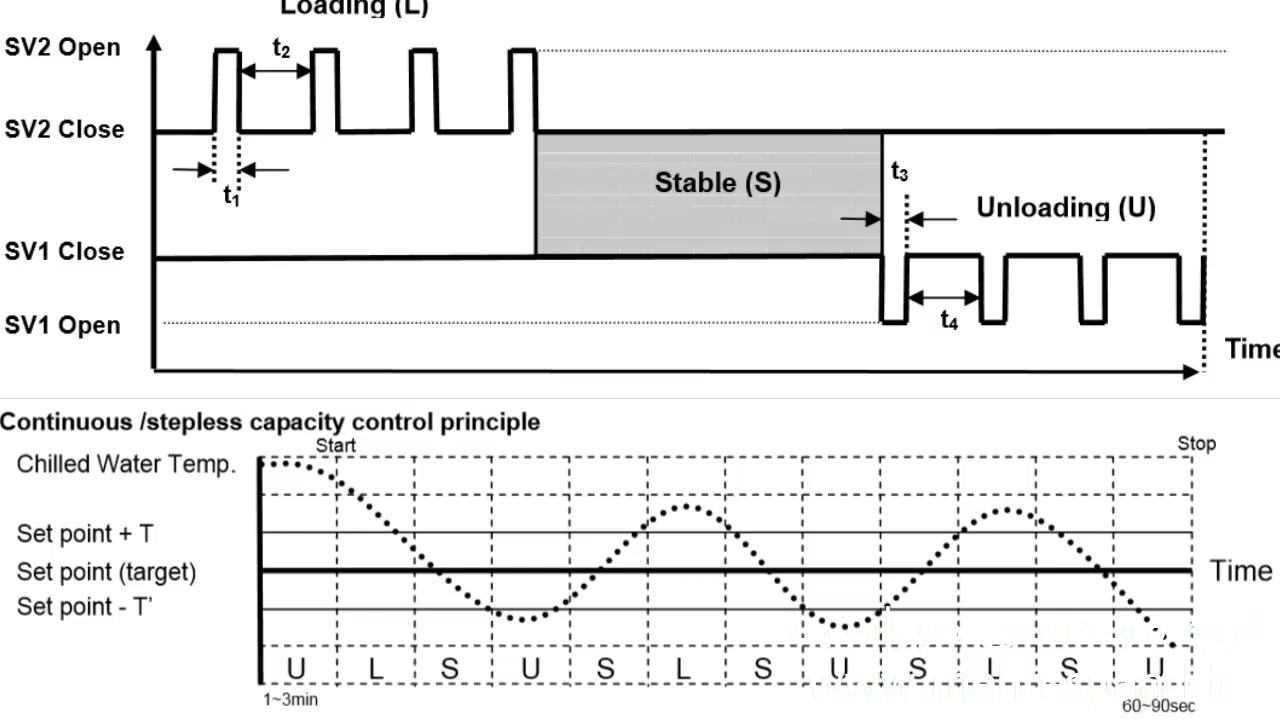 Loading (L)
SV2 Open
t2
SV2 Close
t1
Stable (S)
t3
Unloading (U)
SV1 Close
SV1 Open
t4
Time
Continuous /stepless capacity control principle
Start
Stop
Chilled Water Temp.
Set point + T
Set point (target)
Time
Set point - T’
U L S U S L S U S L S U
1~3min
60~90sec